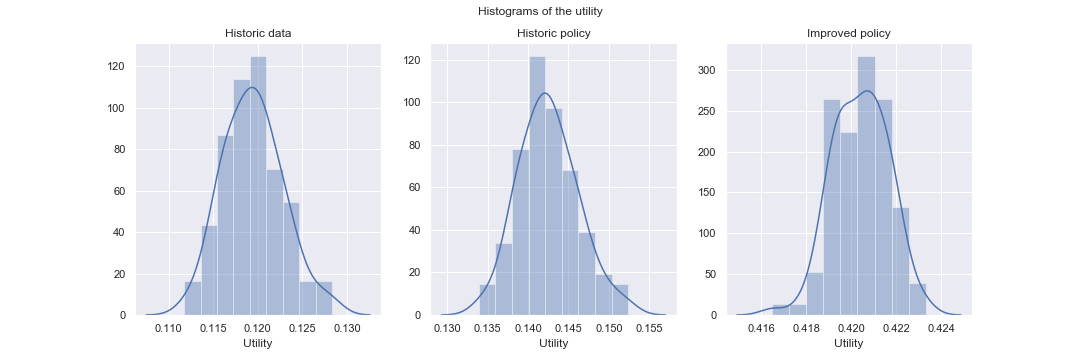 Histograms of the utility
Historic data
120
100
80
60
40
20
0
0.110 0.115 0.120 0.125 0.130
Utility
Historic policy
120
100
80
60
40
20
0
0.130 0.135 0.140 0.145 0.150 0.155
Utility
Improved policy
300
250
200
150
100
50
0
0.416 0.418 0.420 0.422 0.424
Utility